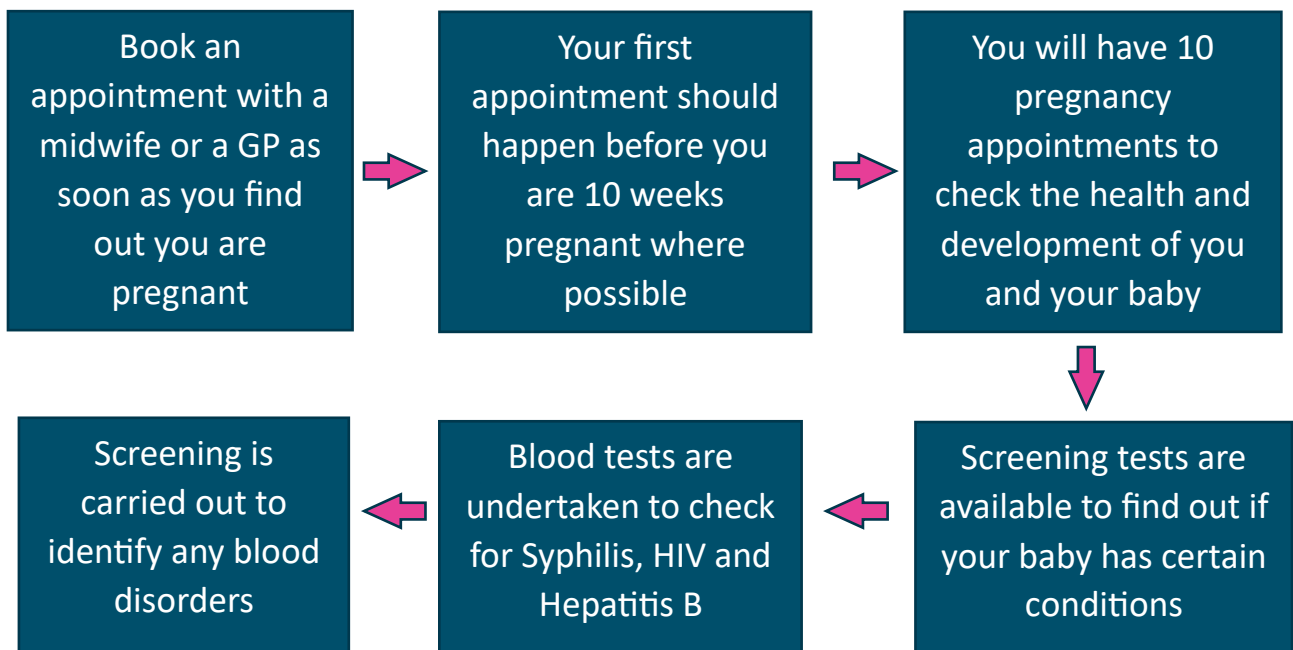 Book an
appointment with a
midwife or a GP as
soon as you find
out you are
pregnant
Your first
appointment should
happen before you
are 10 weeks
pregnant where
possible
You will have 10
pregnancy
appointments to
check the health and
development of you
and your baby
Screening tests are
available to find out if
your baby has certain
conditions
Blood tests are
undertaken to check
for Syphilis, HIV and
Hepatitis B
Screening is
carried out to
identify any blood
disorders